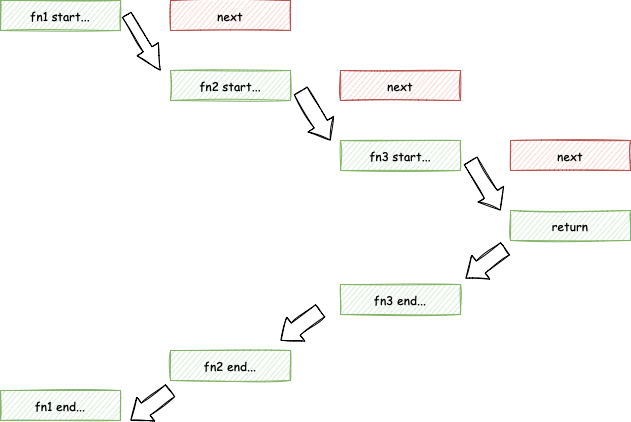 fn1 start...
next
fn2 start...
next
fn3 start...
next
return
fn3 end...
fn2 end...
fn1 end...